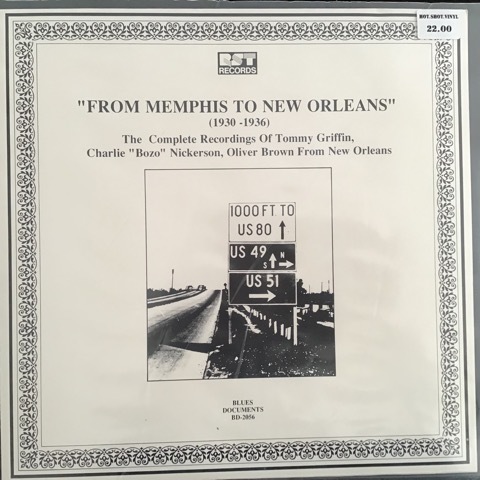 HOT.SHOT.VINYL
22.00
RST
RECORDS
"FROM MEMPHIS TO NEW ORLEANS"
(1930 -1936)
The Complete Recordings Of Tommy Griffin,
Charlie "Bozo" Nickerson, Oliver Brown From New Orleans
1000 FT. TO
US 80 ↑
US 49
S N
US 51
BLUES
DOCUMENTS
BD-2056